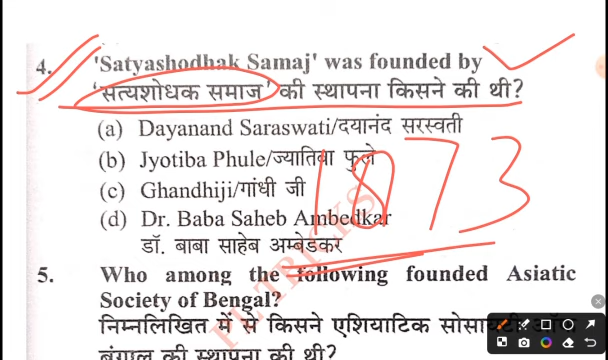 4. 'Satyashodhak Samaj' was founded by
'सत्यशोधक समाज' की स्थापना किसने की थी?
(a) Dayanand Saraswati/दयानंद सरस्वती
(b) Jyotiba Phule/ज्योतिबा फुले
(c) Ghandhiji/गांधी जी
1873
(d) Dr. Baba Saheb Ambedkar
डॉ. बाबा साहेब अम्बेडकर
5. Who among the following founded Asiatic
Society of Bengal?
निम्नलिखित में से किसने एशियाटिक
बंगाल की स्थापना की थी?